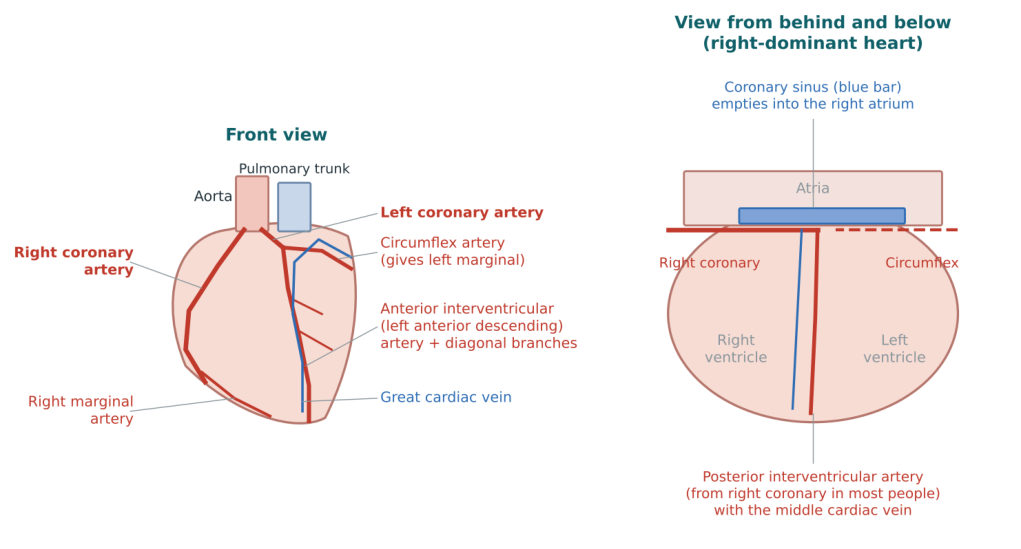 Front view
Pulmonary trunk
Aorta
Left coronary artery
Circumflex artery
(gives left marginal)
Right coronary
artery
Anterior interventricular
(left anterior descending)
artery + diagonal branches
Great cardiac vein
Right marginal
artery
View from behind and below
(right-dominant heart)
Coronary sinus (blue bar)
empties into the right atrium
Atria
Right coronary
Circumflex
Right
ventricle
Left
ventricle
Posterior interventricular artery
(from right coronary in most people)
with the middle cardiac vein